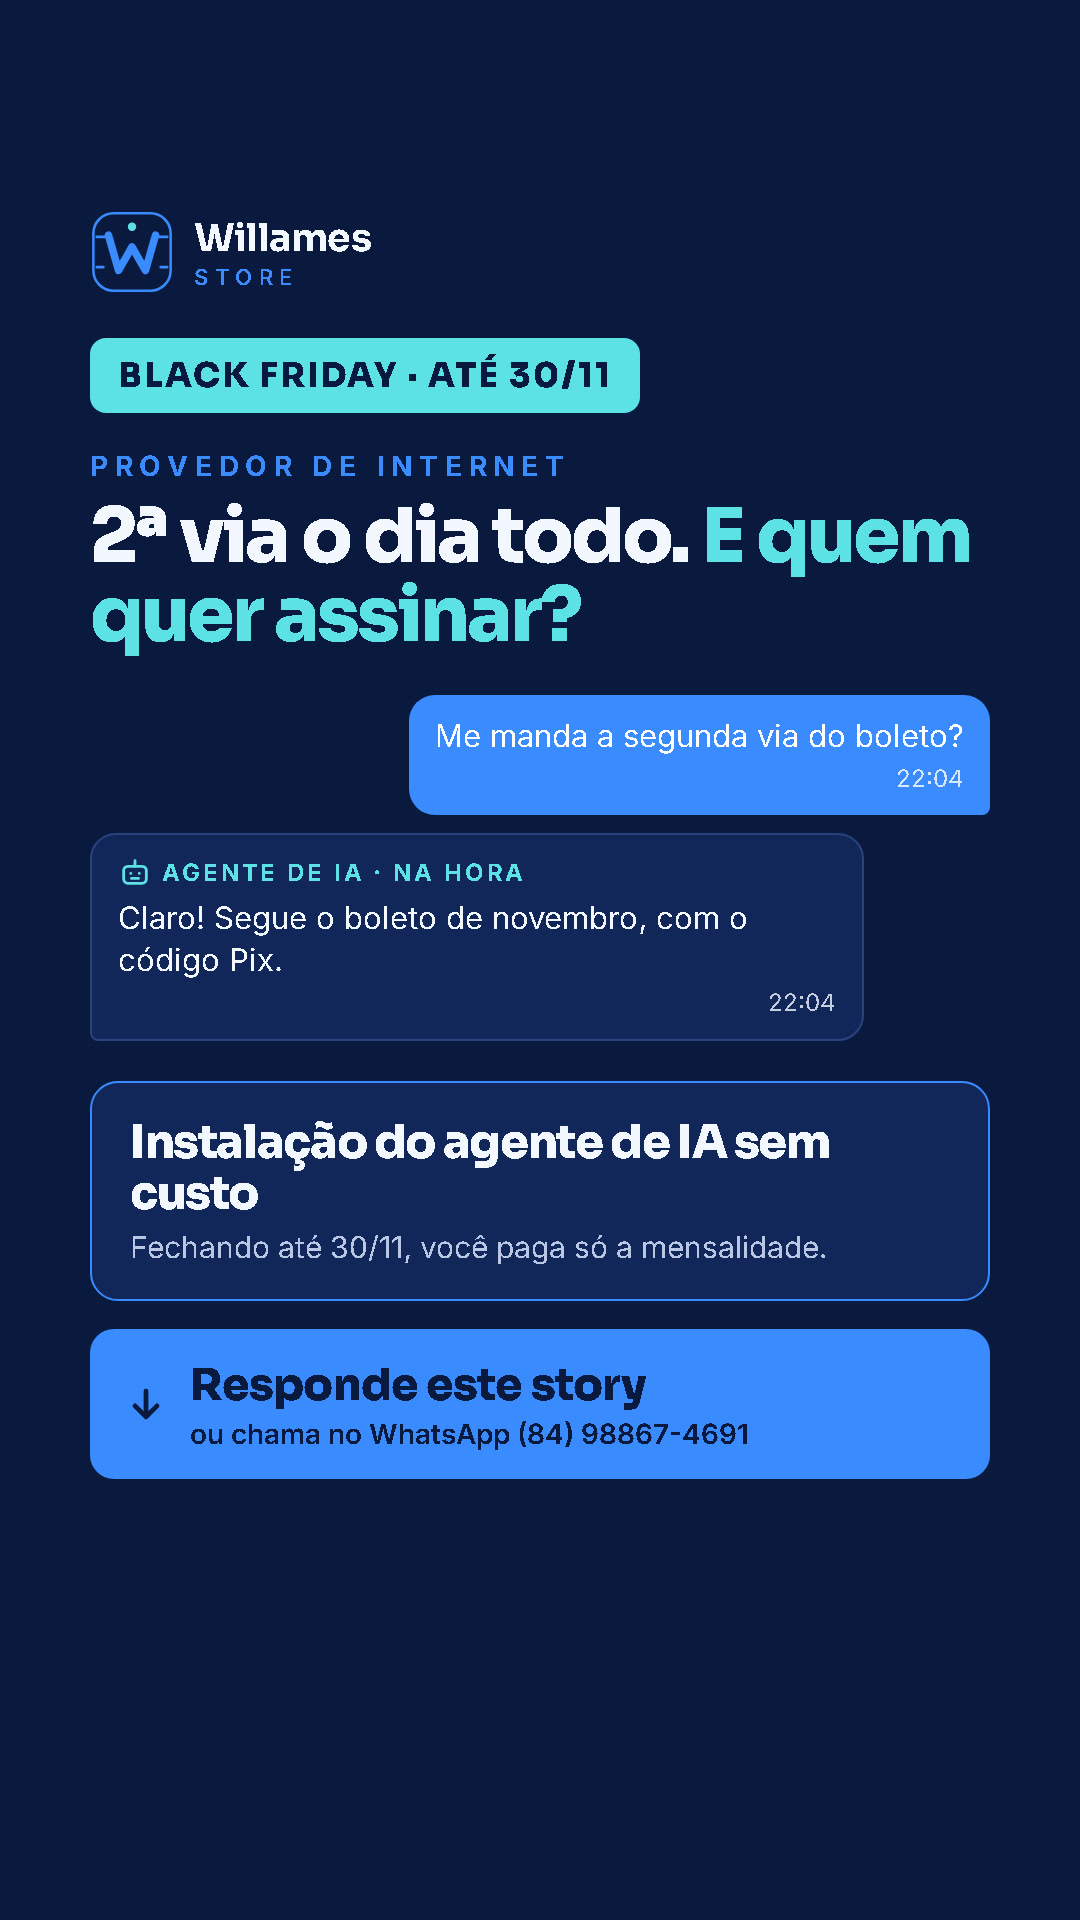 Willames
STORE
BLACK FRIDAY · ATÉ 30/11
PROVEDOR DE INTERNET
2ª via o dia todo. E quem
quer assinar?
Me manda a segunda via do boleto?
22:04
AGENTE DE IA · NA HORA
Claro! Segue o boleto de novembro, com o
código Pix.
22:04
Instalação do agente de IA sem
custo
Fechando até 30/11, você paga só a mensalidade.
Responde este story
ou chama no WhatsApp (84) 98867-4691